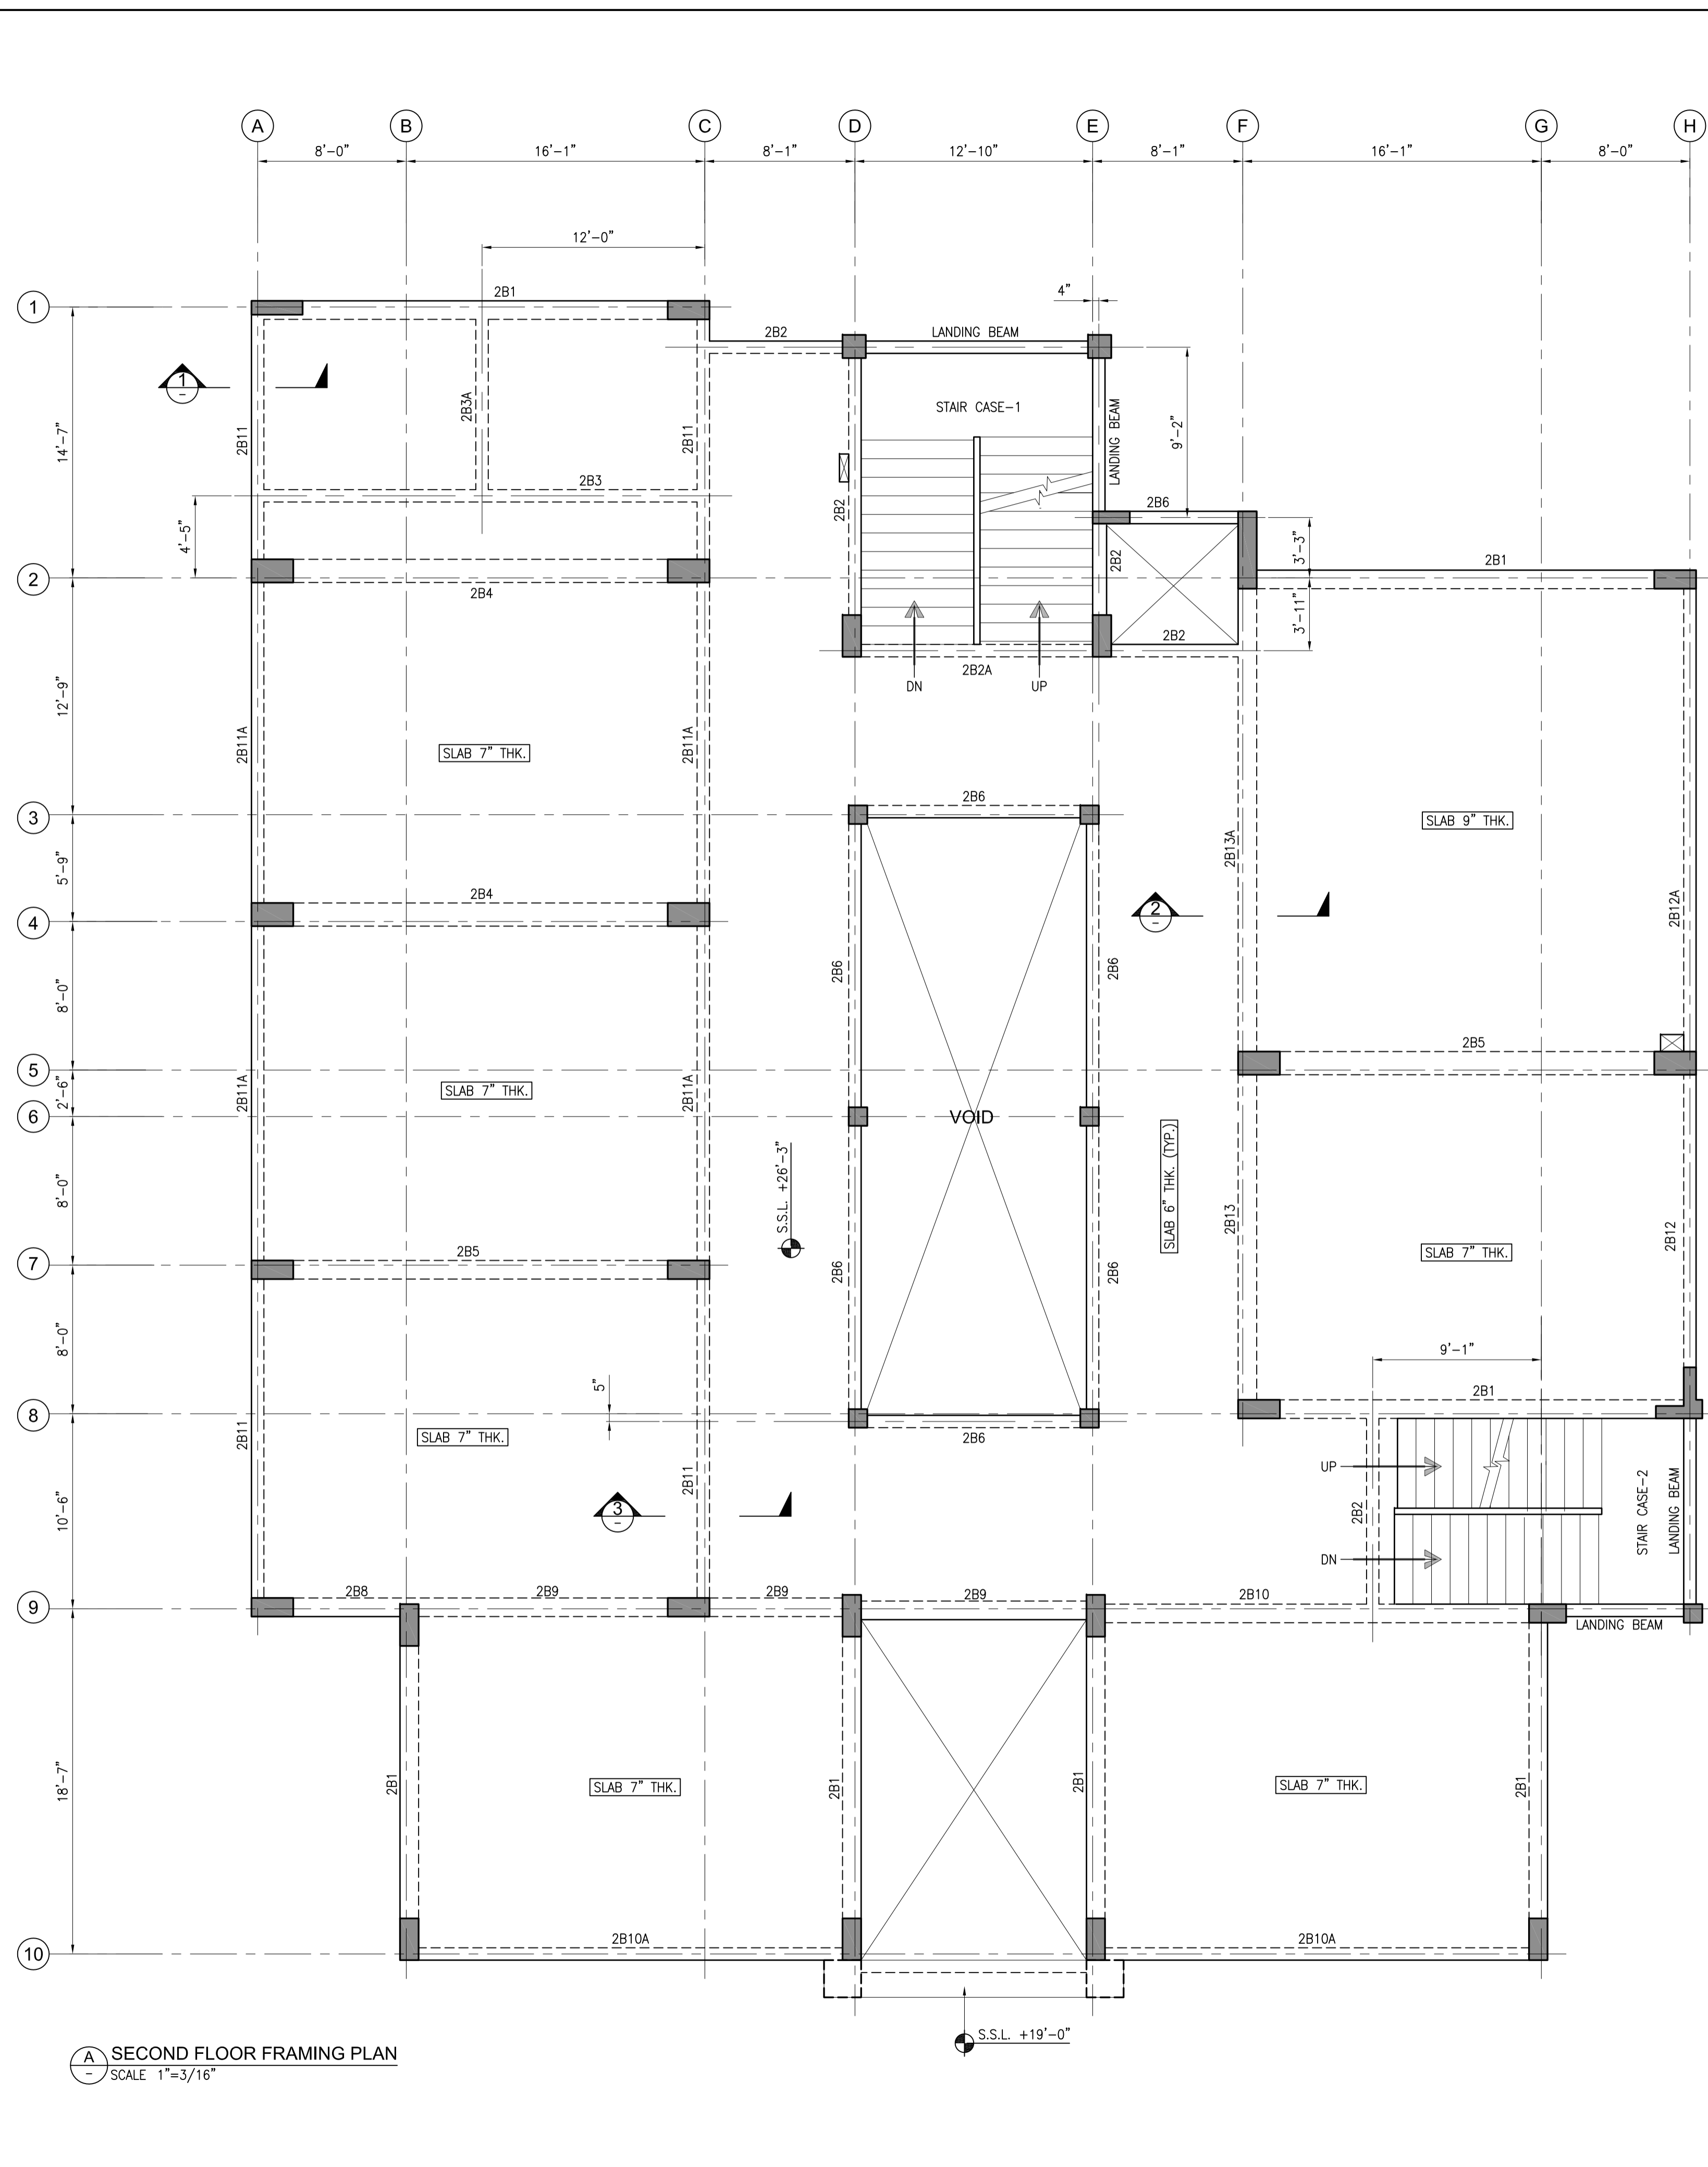 A B C D E F G H
8'-0" 16'-1" 8'-1" 12'-10" 8'-1" 16'-1" 8'-0"
12'-0"
4"
1
2B1
2B2
LANDING BEAM
1
-
2B3A
STAIR CASE-1
LANDING BEAM
9'-2"
14'-7"
2B11
2B11
2B3
2B2
2B6
4'-5"
3'-3"
2B1
2
2B4
2B2
3'-11"
2B2
2B2A
DN
UP
12'-9"
2B11A
2B11A
SLAB 7" THK.
2B6
3
SLAB 9" THK.
2B13A
5'-9"
2B4
2
-
2B12A
4
8'-0"
2B6
2B6
2B5
5
2'-6"
2B11A
SLAB 7" THK.
2B11A
6
VOID
8'-0"
S.S.L. +26'-3"
SLAB 6" THK. (TYP.)
2B13
2B12
7
2B5
SLAB 7" THK.
2B6
2B6
8'-0"
9'-1"
5"
2B1
8
2B11
SLAB 7" THK.
2B6
2B11
UP
10'-6"
3
-
2B2
STAIR CASE-2
LANDING BEAM
DN
9
2B8
2B9
2B9
2B9
2B10
LANDING BEAM
18'-7"
2B1
SLAB 7" THK.
2B1
2B1
SLAB 7" THK.
2B1
10
2B10A
2B10A
S.S.L. +19'-0"
A
-
SECOND FLOOR FRAMING PLAN
SCALE 1"=3/16"